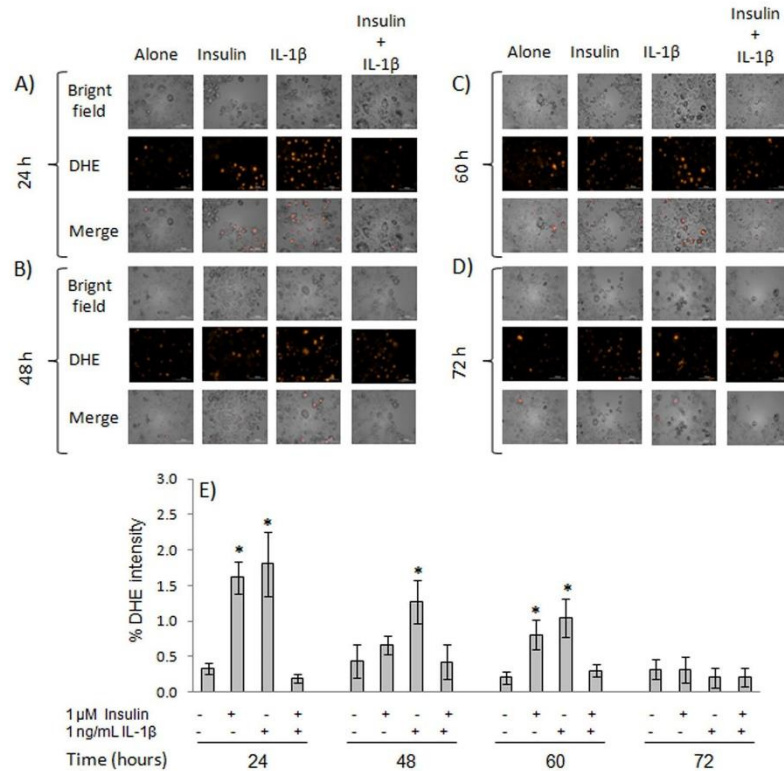 Alone Insulin IL-1β Insulin + IL-1β
Alone Insulin IL-1β Insulin + IL-1β
A)
24 h
Brignt field
DHE
Merge
B)
48 h
Brignt field
DHE
Merge
C)
60 h
D)
72 h
E)
% DHE intensity
3.0
2.5
2.0
1.5
1.0
0.5
0.0
* * * * *
1 µM Insulin - + - + - + - + - + - + - + - +
1 ng/mL IL-1β - - + + - - + + - - + + - - + +
Time (hours) 24 48 60 72